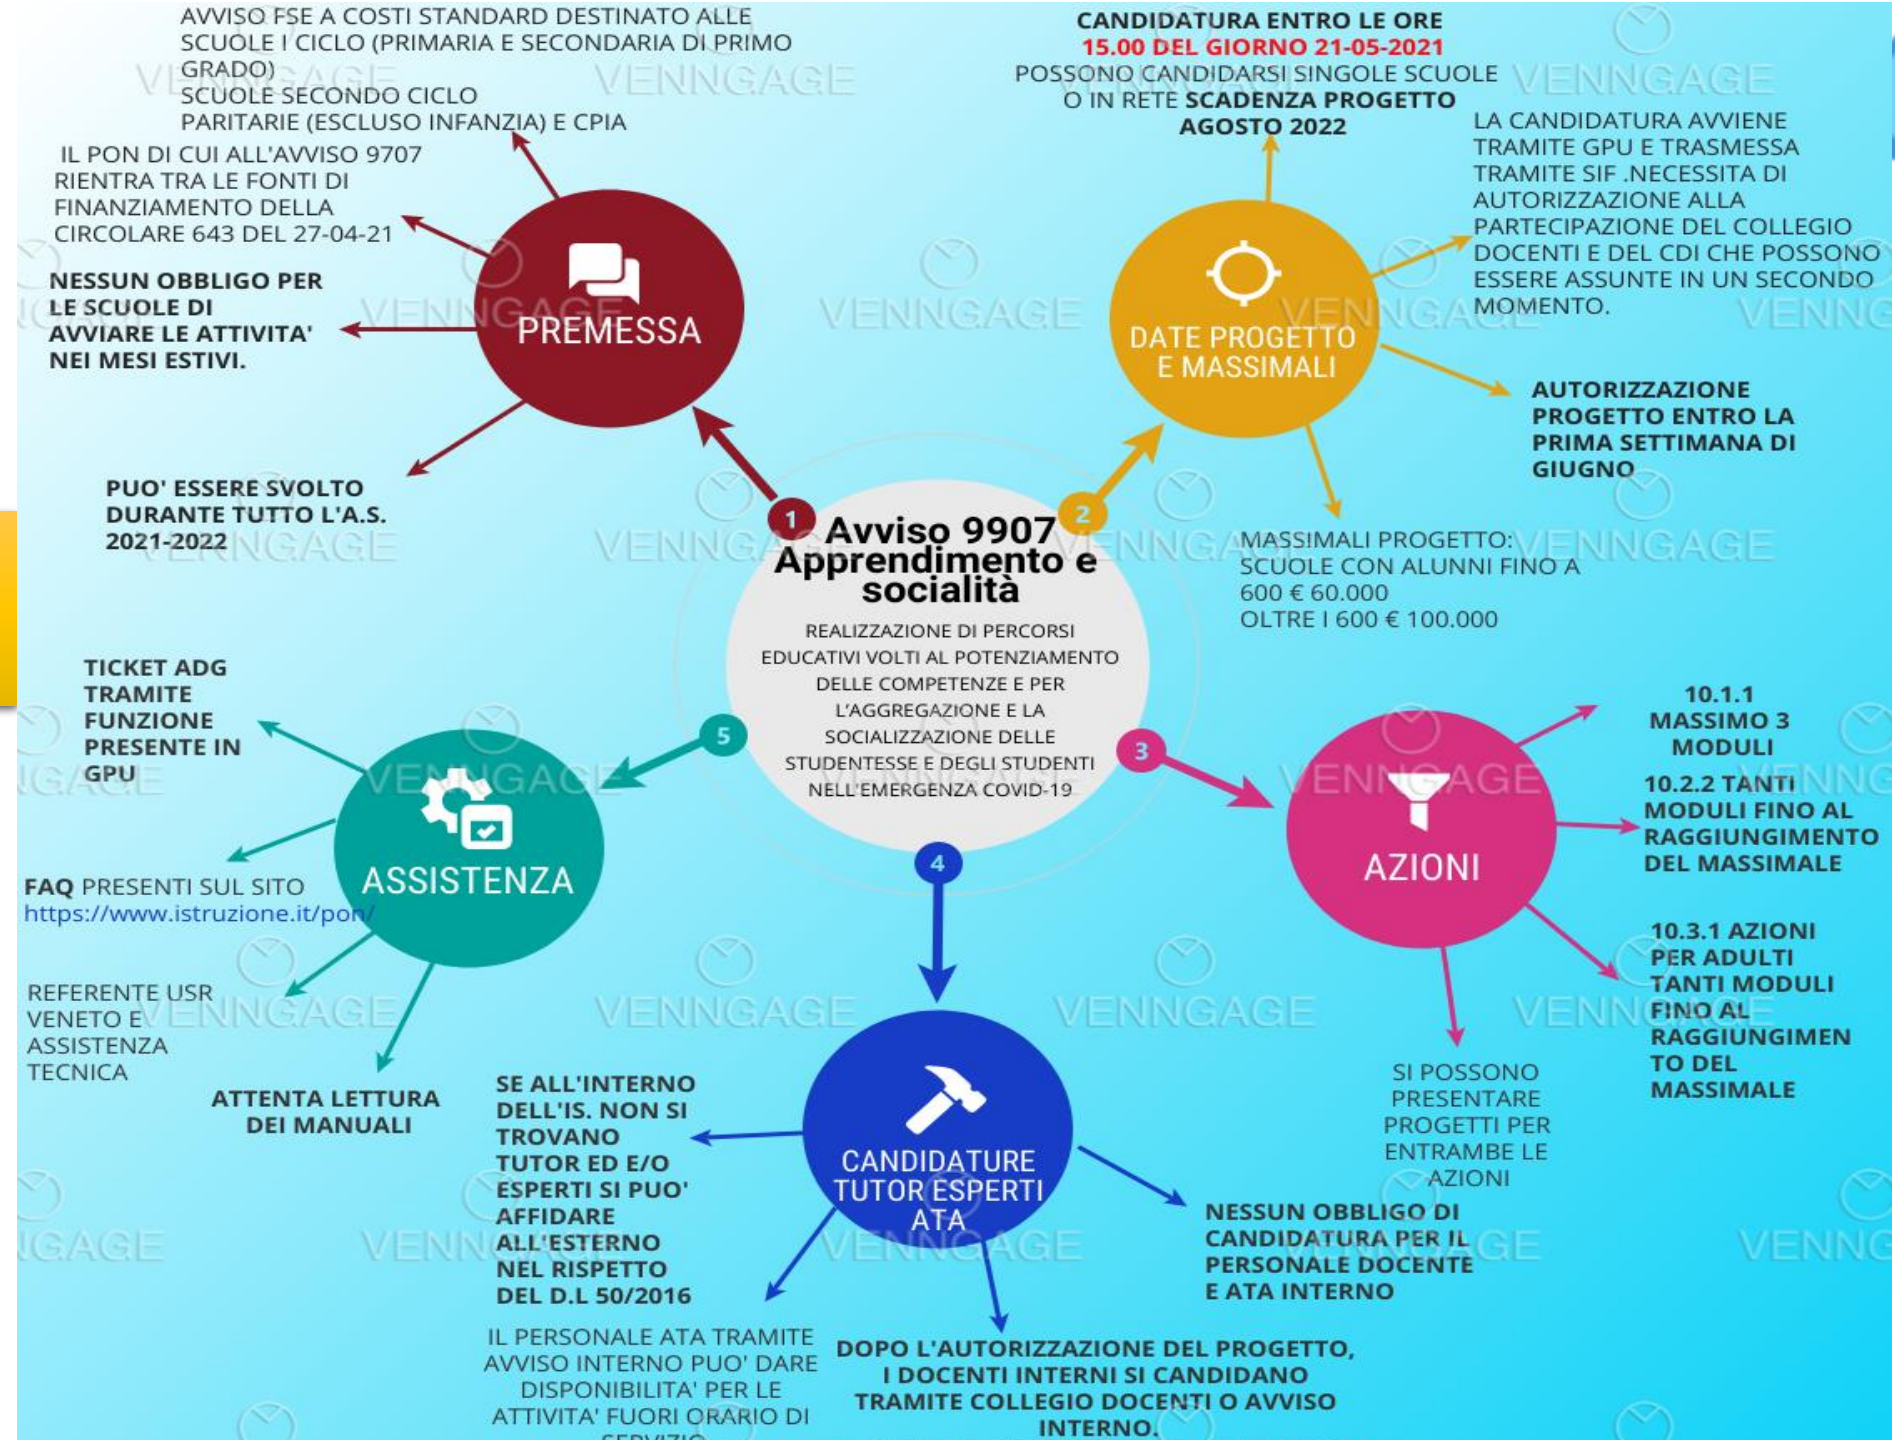 AVVISO FSE A COSTI STANDARD DESTINATO ALLE
SCUOLE I CICLO (PRIMARIA E SECONDARIA DI PRIMO
GRADO)
SCUOLE SECONDO CICLO
PARITARIE (ESCLUSO INFANZIA) E CPIA
IL PON DI CUI ALL'AVVISO 9707
RIENTRA TRA LE FONTI DI
FINANZIAMENTO DELLA
CIRCOLARE 643 DEL 27-04-21
NESSUN OBBLIGO PER
LE SCUOLE DI
AVVIARE LE ATTIVITA'
NEI MESI ESTIVI.
PUO' ESSERE SVOLTO
DURANTE TUTTO L'A.S.
2021-2022
PREMESSA
CANDIDATURA ENTRO LE ORE
15.00 DEL GIORNO 21-05-2021
POSSONO CANDIDARSI SINGOLE SCUOLE
O IN RETE SCADENZA PROGETTO
AGOSTO 2022
LA CANDIDATURA AVVIENE
TRAMITE GPU E TRASMESSA
TRAMITE SIF .NECESSITA DI
AUTORIZZAZIONE ALLA
PARTECIPAZIONE DEL COLLEGIO
DOCENTI E DEL CDI CHE POSSONO
ESSERE ASSUNTE IN UN SECONDO
MOMENTO.
DATE PROGETTO
E MASSIMALI
AUTORIZZAZIONE
PROGETTO ENTRO LA
PRIMA SETTIMANA DI
GIUGNO
MASSIMALI PROGETTO:
SCUOLE CON ALUNNI FINO A
600 € 60.000
OLTRE I 600 € 100.000
1
2
Avviso 9907
Apprendimento e
socialità
REALIZZAZIONE DI PERCORSI
EDUCATIVI VOLTI AL POTENZIAMENTO
DELLE COMPETENZE E PER
L'AGGREGAZIONE E LA
SOCIALIZZAZIONE DELLE
STUDENTESSE E DEGLI STUDENTI
NELL'EMERGENZA COVID-19
5
3
4
TICKET ADG
TRAMITE
FUNZIONE
PRESENTE IN
GPU
ASSISTENZA
FAQ PRESENTI SUL SITO
https://www.istruzione.it/pon/
REFERENTE USR
VENETO E
ASSISTENZA
TECNICA
ATTENTA LETTURA
DEI MANUALI
AZIONI
10.1.1
MASSIMO 3
MODULI
10.2.2 TANTI
MODULI FINO AL
RAGGIUNGIMENTO
DEL MASSIMALE
10.3.1 AZIONI
PER ADULTI
TANTI MODULI
FINO AL
RAGGIUNGIMEN
TO DEL
MASSIMALE
SI POSSONO
PRESENTARE
PROGETTI PER
ENTRAMBE LE
AZIONI
CANDIDATURE
TUTOR ESPERTI
ATA
SE ALL'INTERNO
DELL'IS. NON SI
TROVANO
TUTOR ED E/O
ESPERTI SI PUO'
AFFIDARE
ALL'ESTERNO
NEL RISPETTO
DEL D.L 50/2016
IL PERSONALE ATA TRAMITE
AVVISO INTERNO PUO' DARE
DISPONIBILITA' PER LE
ATTIVITA' FUORI ORARIO DI
SERVIZIO
DOPO L'AUTORIZZAZIONE DEL PROGETTO,
I DOCENTI INTERNI SI CANDIDANO
TRAMITE COLLEGIO DOCENTI O AVVISO
INTERNO.
NESSUN OBBLIGO DI
CANDIDATURA PER IL
PERSONALE DOCENTE
E ATA INTERNO
VENNGAGE